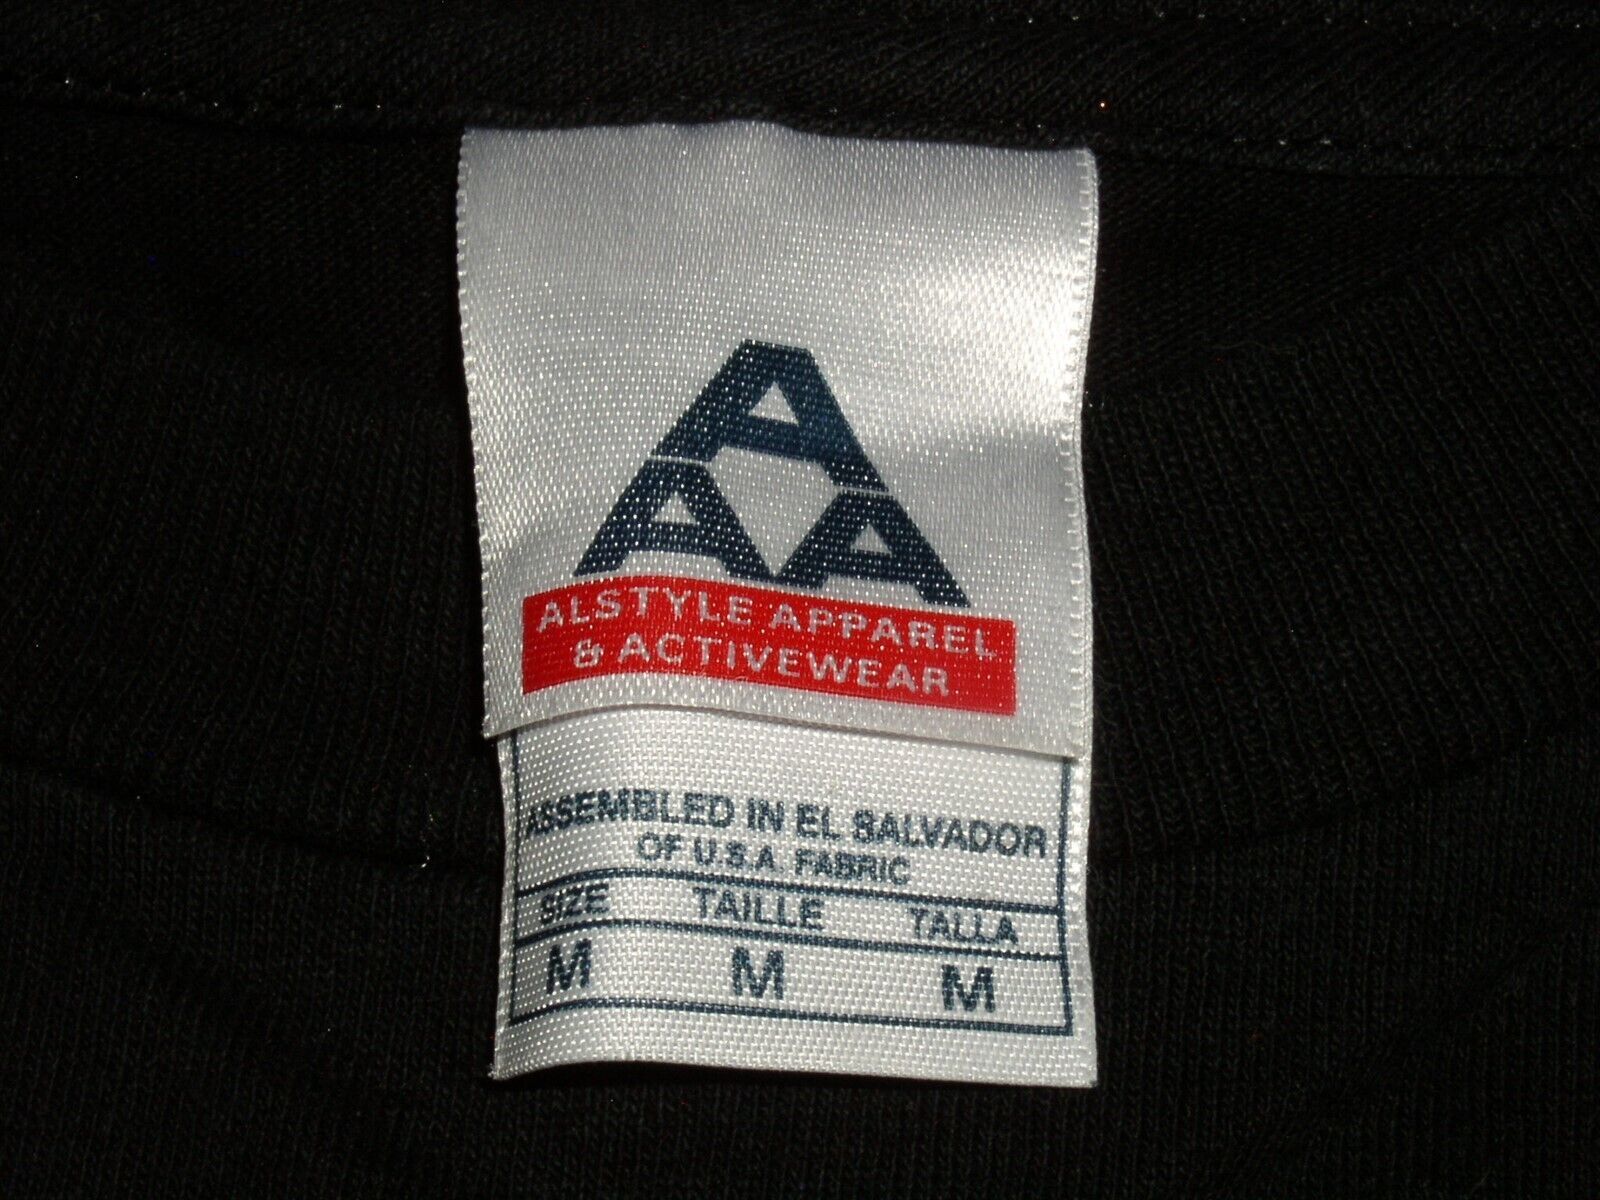 A
A A
ALSTYLE APPAREL
& ACTIVEWEAR
ASSEMBLED IN EL SALVADOR
OF U.S.A. FABRIC
SIZE TAILLE TALLA
M M M